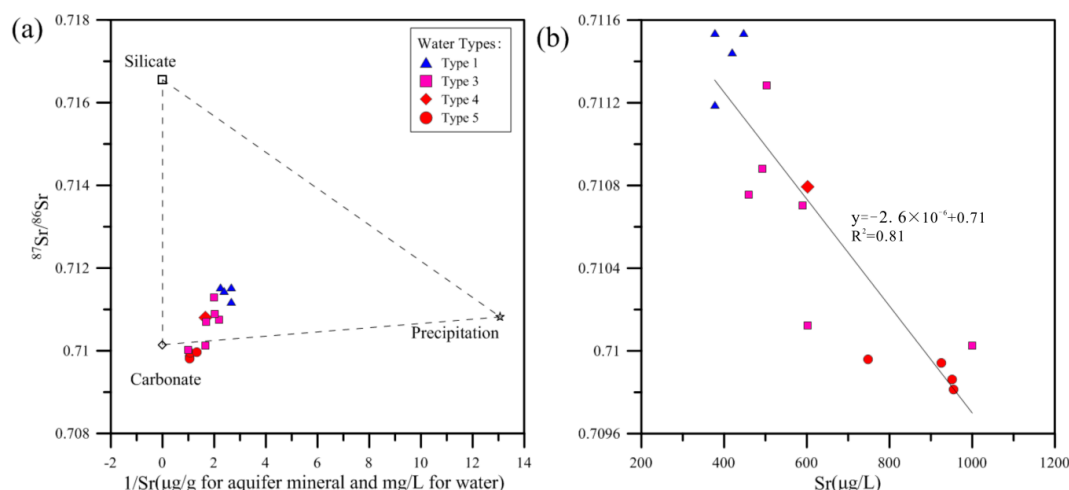 (a)
0.718
0.716
0.714
0.712
0.71
0.708
⁸⁷Sr/⁸⁶Sr
Silicate
Carbonate
Precipitation
Water Types:
Type 1
Type 3
Type 4
Type 5
-2 0 2 4 6 8 10 12 14
1/Sr(μg/g for aquifer mineral and mg/L for water)
(b)
0.7116
0.7112
0.7108
0.7104
0.71
0.7096
y=-2.6×10⁻⁶+0.71
R²=0.81
200 400 600 800 1000 1200
Sr(μg/L)